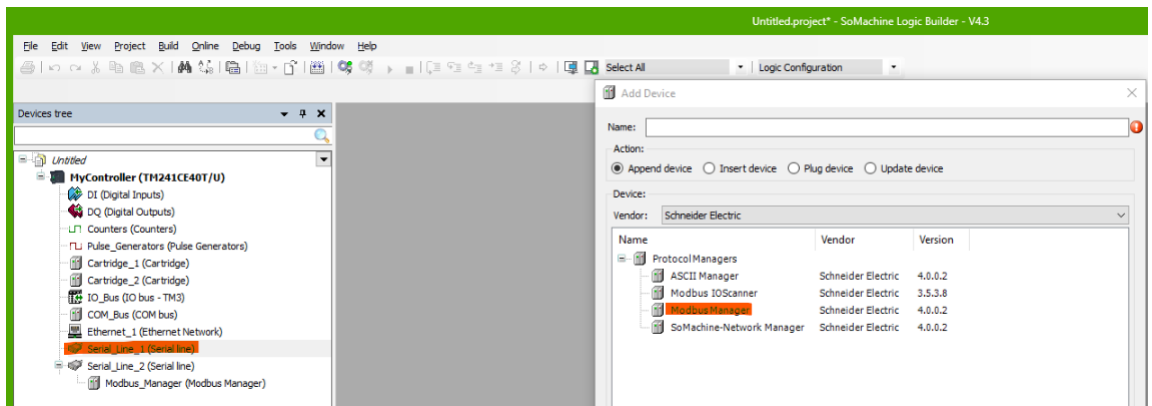 Untitled.project* - SoMachine Logic Builder - V4.3
File Edit View Project Build Online Debug Tools Window Help
Select All Logic Configuration
Devices tree
Untitled
MyController (TM241CE40T/U)
DI (Digital Inputs)
DQ (Digital Outputs)
Counters (Counters)
Pulse_Generators (Pulse Generators)
Cartridge_1 (Cartridge)
Cartridge_2 (Cartridge)
IO_Bus (IO bus - TM3)
COM_Bus (COM bus)
Ethernet_1 (Ethernet Network)
Serial_Line_1 (Serial line)
Serial_Line_2 (Serial line)
Modbus_Manager (Modbus Manager)
Add Device
Name:
Action:
Append device Insert device Plug device Update device
Device:
Vendor: Schneider Electric
Name Vendor Version
Protocol Managers
ASCII Manager Schneider Electric 4.0.0.2
Modbus IOScanner Schneider Electric 3.5.3.8
Modbus Manager Schneider Electric 4.0.0.2
SoMachine-Network Manager Schneider Electric 4.0.0.2